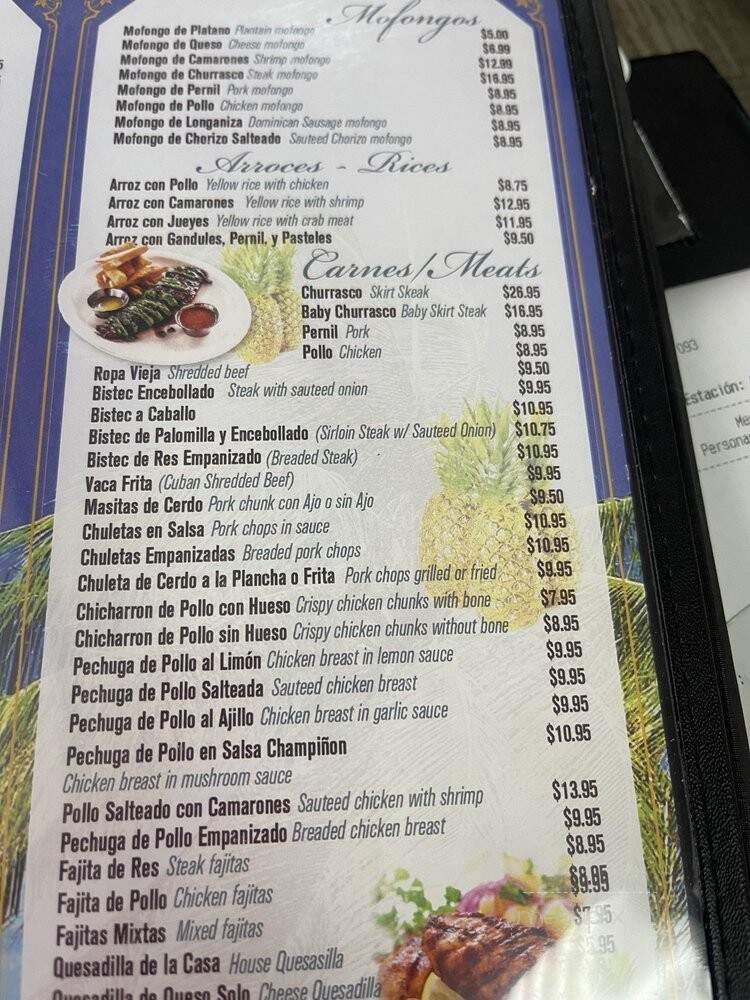 Mofongos
Mofongo de Platano Plantain mofongo $5.00
Mofongo de Queso Cheese mofongo $6.99
Mofongo de Camarones Shrimp mofongo $12.99
Mofongo de Churrasco Steak mofongo $16.95
Mofongo de Pernil Pork mofongo $8.95
Mofongo de Pollo Chicken mofongo $8.95
Mofongo de Longaniza Dominican Sausage mofongo $8.95
Mofongo de Chorizo Salteado Sauteed Chorizo mofongo $8.95
Arroces - Rices
Arroz con Pollo Yellow rice with chicken $8.75
Arroz con Camarones Yellow rice with shrimp $12.95
Arroz con Jueyes Yellow rice with crab meat $11.95
Arroz con Gandules, Pernil, y Pasteles $9.50
Carnes/Meats
Churrasco Skirt Skeak $26.95
Baby Churrasco Baby Skirt Steak $16.95
Pernil Pork $8.95
Pollo Chicken $8.95
Ropa Vieja Shredded beef $9.50
Bistec Encebollado Steak with sauteed onion $9.95
Bistec a Caballo $10.95
Bistec de Palomilla y Encebollado (Sirloin Steak w/ Sauteed Onion) $10.75
Bistec de Res Empanizado (Breaded Steak) $10.95
Vaca Frita (Cuban Shredded Beef) $9.95
Masitas de Cerdo Pork chunk con Ajo o sin Ajo $9.50
Chuletas en Salsa Pork chops in sauce $10.95
Chuletas Empanizadas Breaded pork chops $10.95
Chuleta de Cerdo a la Plancha o Frita Pork chops grilled or fried $9.95
Chicharron de Pollo con Hueso Crispy chicken chunks with bone $7.95
Chicharron de Pollo sin Hueso Crispy chicken chunks without bone $8.95
Pechuga de Pollo al Limón Chicken breast in lemon sauce $9.95
Pechuga de Pollo Salteada Sauteed chicken breast $9.95
Pechuga de Pollo al Ajillo Chicken breast in garlic sauce $9.95
Pechuga de Pollo en Salsa Champiñon $10.95
Chicken breast in mushroom sauce
Pollo Salteado con Camarones Sauteed chicken with shrimp $13.95
Pechuga de Pollo Empanizado Breaded chicken breast $9.95
Fajita de Res Steak fajitas $8.95
Fajita de Pollo Chicken fajitas
Fajitas Mixtas Mixed fajitas
Quesadilla de la Casa House Quesasilla $7.95
Quesadilla de Queso Solo Cheese Quesadilla $5.95
093
Estación:
Me
Persona